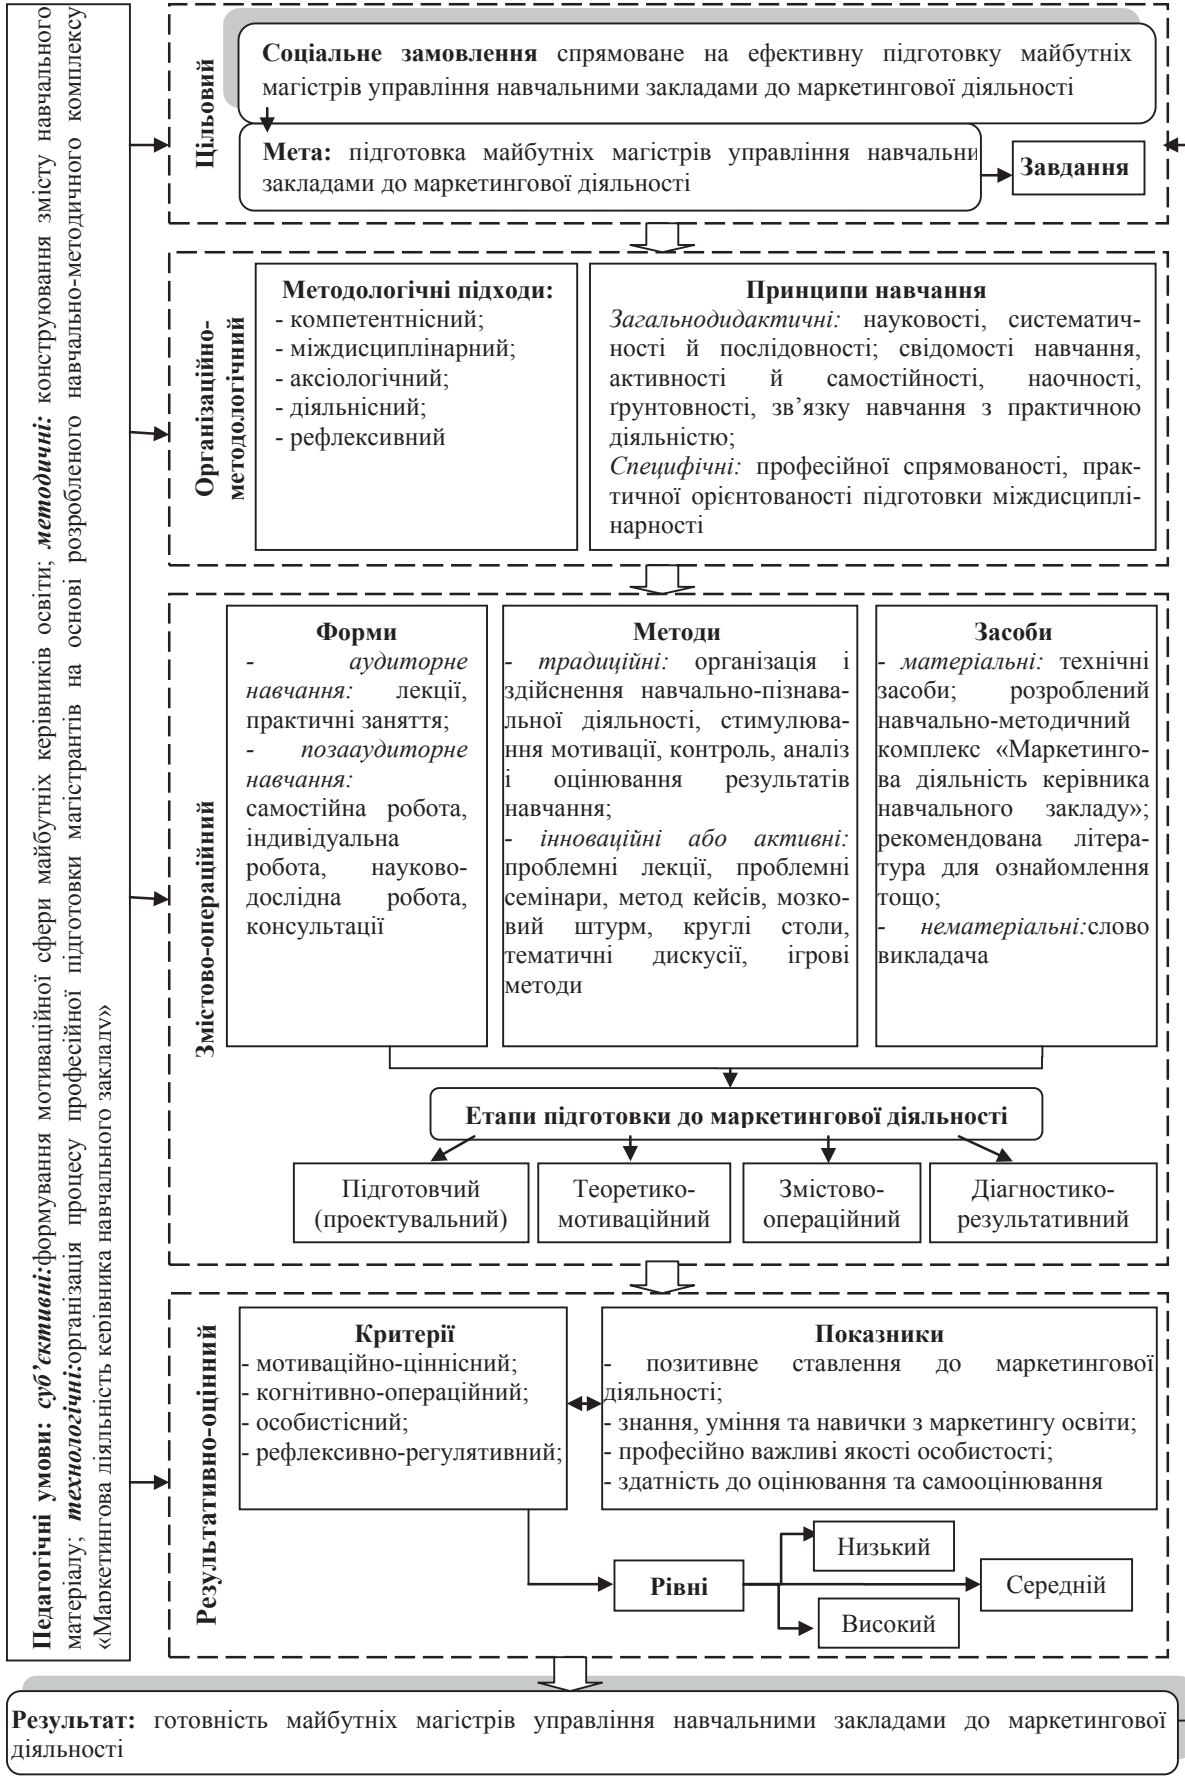 Педагогічні умови: суб’єктивні:формування мотиваційної сфери майбутніх керівників освіти; методичні: конструювання змісту навчального
матеріалу; технологічні:організація процесу професійної підготовки магістрантів на основі розробленого навчально-методичного комплексу
«Маркетингова діяльність керівника навчального закладу»
Цільовий
Соціальне замовлення спрямоване на ефективну підготовку майбутніх
магістрів управління навчальними закладами до маркетингової діяльності
Мета: підготовка майбутніх магістрів управління навчальни
закладами до маркетингової діяльності
Завдання
Організаційно-
методологічний
Методологічні підходи:
- компетентнісний;
- міждисциплінарний;
- аксіологічний;
- діяльнісний;
- рефлексивний
Принципи навчання
Загальнодидактичні: науковості, систематич-
ності й послідовності; свідомості навчання,
активності й самостійності, наочності,
ґрунтовності, зв’язку навчання з практичною
діяльністю;
Специфічні: професійної спрямованості, прак-
тичної орієнтованості підготовки міждисциплі-
нарності
Змістово-операційний
Форми
- аудиторне
навчання: лекції,
практичні заняття;
- позааудиторне
навчання:
самостійна робота,
індивідуальна
робота, науково-
дослідна робота,
консультації
Методи
- традиційні: організація і
здійснення навчально-пізнава-
льної діяльності, стимулюва-
ння мотивації, контроль, аналіз
і оцінювання результатів
навчання;
- інноваційні або активні:
проблемні лекції, проблемні
семінари, метод кейсів, мозко-
вий штурм, круглі столи,
тематичні дискусії, ігрові
методи
Засоби
- матеріальні: технічні
засоби; розроблений
навчально-методичний
комплекс «Маркетинго-
ва діяльність керівника
навчального закладу»;
рекомендована літера-
тура для ознайомлення
тощо;
- нематеріальні:слово
викладача
Етапи підготовки до маркетингової діяльності
Підготовчий
(проектувальний)
Теоретико-
мотиваційний
Змістово-
операційний
Діагностико-
результативний
Результативно-оцінний
Критерії
- мотиваційно-ціннісний;
- когнітивно-операційний;
- особистісний;
- рефлексивно-регулятивний;
Показники
- позитивне ставлення до маркетингової
діяльності;
- знання, уміння та навички з маркетингу освіти;
- професійно важливі якості особистості;
- здатність до оцінювання та самооцінювання
Рівні
Низький
Середній
Високий
Результат: готовність майбутніх магістрів управління навчальними закладами до маркетингової
діяльності